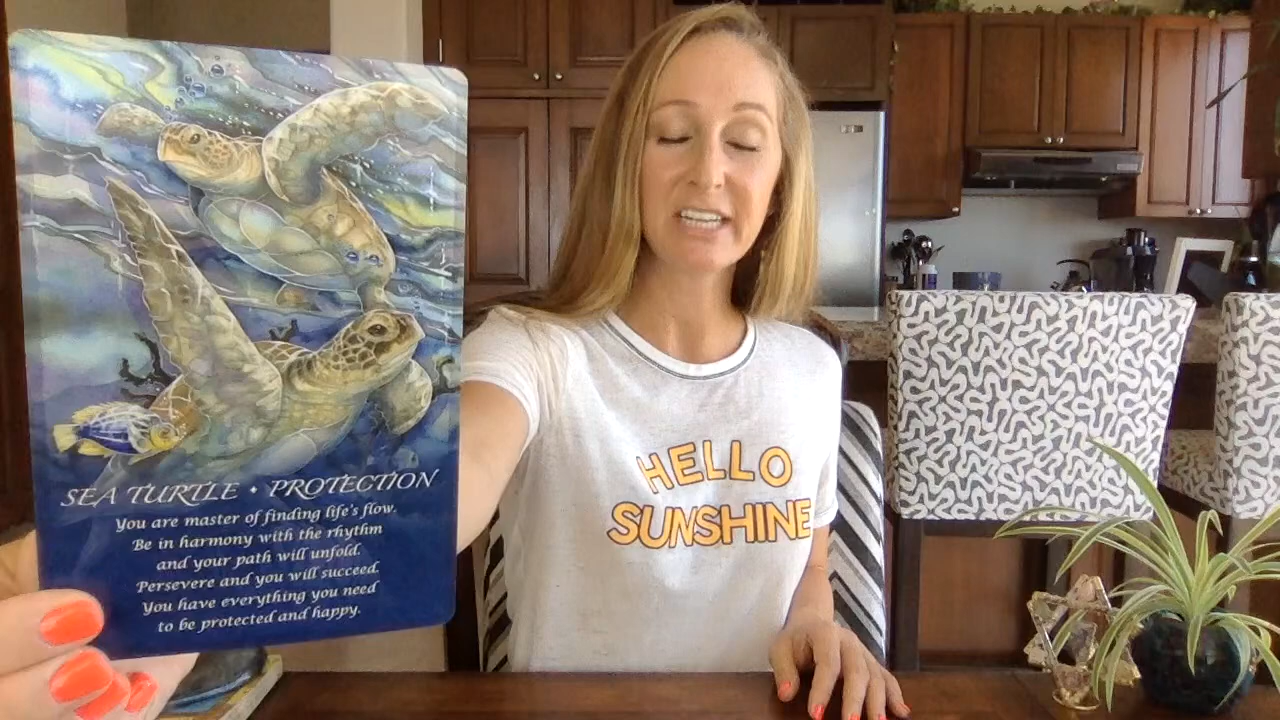 SEA TURTLE • PROTECTION
You are master of finding life's flow.
Be in harmony with the rhythm
and your path will unfold.
Persevere and you will succeed.
You have everything you need
to be protected and happy.
HELLO
SUNSHINE